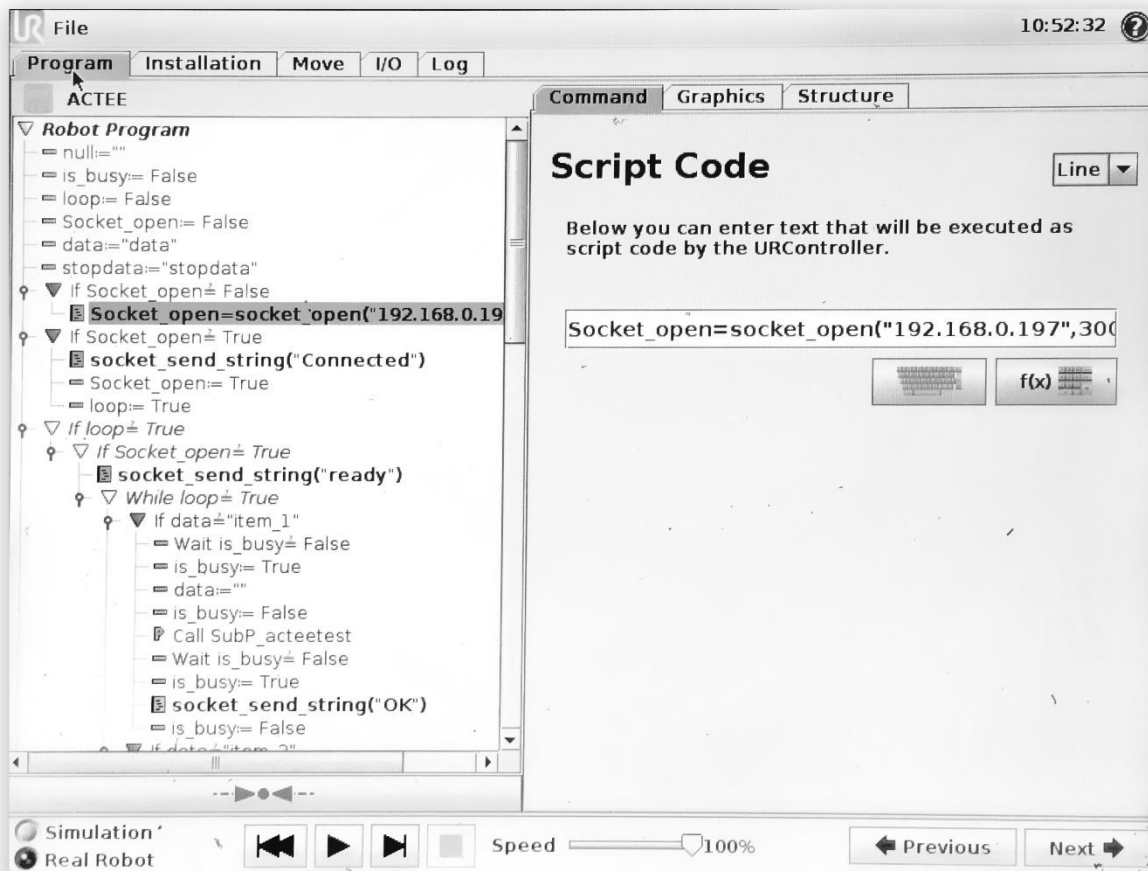 UR File 10:52:32 ?
Program Installation Move I/O Log
ACTEE
Command Graphics Structure
Robot Program
null:=""
is_busy:= False
loop:= False
Socket_open:= False
data:="data"
stopdata:="stopdata"
If Socket_open≟ False
Socket_open=socket_open("192.168.0.19
If Socket_open≟ True
socket_send_string("Connected")
Socket_open:= True
loop:= True
If loop≟ True
If Socket_open≟ True
socket_send_string("ready")
While loop≟ True
If data≟"item_1"
Wait is_busy≟ False
is_busy:= True
data:=""
is_busy:= False
P Call SubP_acteetest
Wait is_busy≟ False
is_busy:= True
socket_send_string("OK")
is_busy:= False
If data≟"item_2"
Script Code
Line
Below you can enter text that will be executed as
script code by the URController.
Socket_open=socket_open("192.168.0.197",300
f(x)
Simulation
Real Robot
Speed 100%
Previous Next